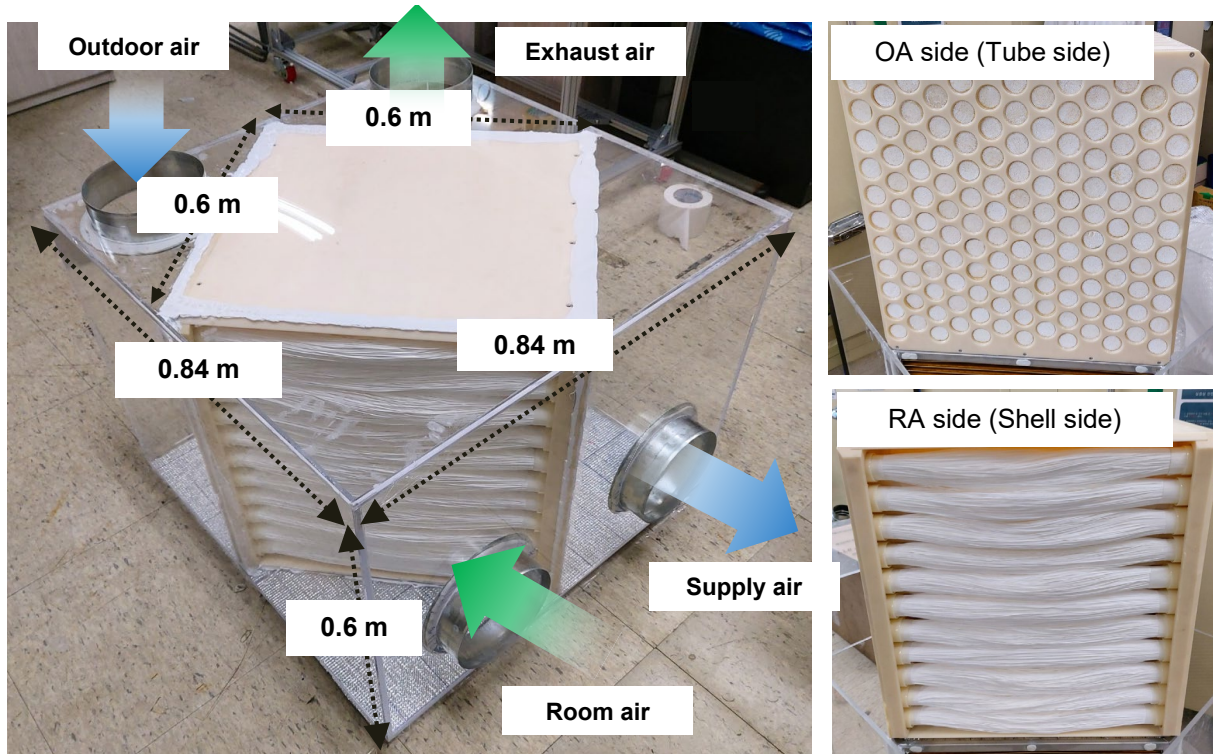 Outdoor air
Exhaust air
0.6 m
0.6 m
0.84 m
0.84 m
0.6 m
Supply air
Room air
OA side (Tube side)
RA side (Shell side)